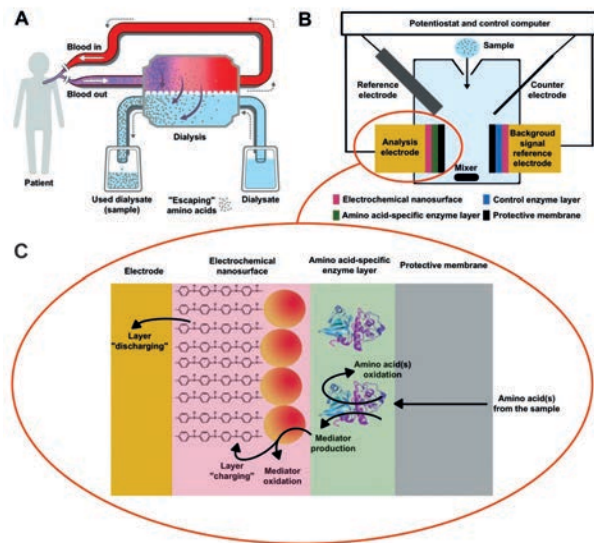 A
Blood in
Blood out
Patient
Dialysis
Used dialysate
(sample)
"Escaping"
amino acids
Dialysate
B
Potentiostat and control computer
Sample
Reference
electrode
Counter
electrode
Analysis
electrode
Mixer
Backgroud
signal
reference
electrode
Electrochemical nanosurface
Control enzyme layer
Amino acid-specific enzyme layer
Protective membrane
C
Electrode
Electrochemical
nanosurface
Amino acid-specific
enzyme layer
Protective membrane
Layer
"discharging"
Amino acid(s)
oxidation
Amino acid(s)
from the sample
Mediator
production
Layer
"charging"
Mediator
oxidation